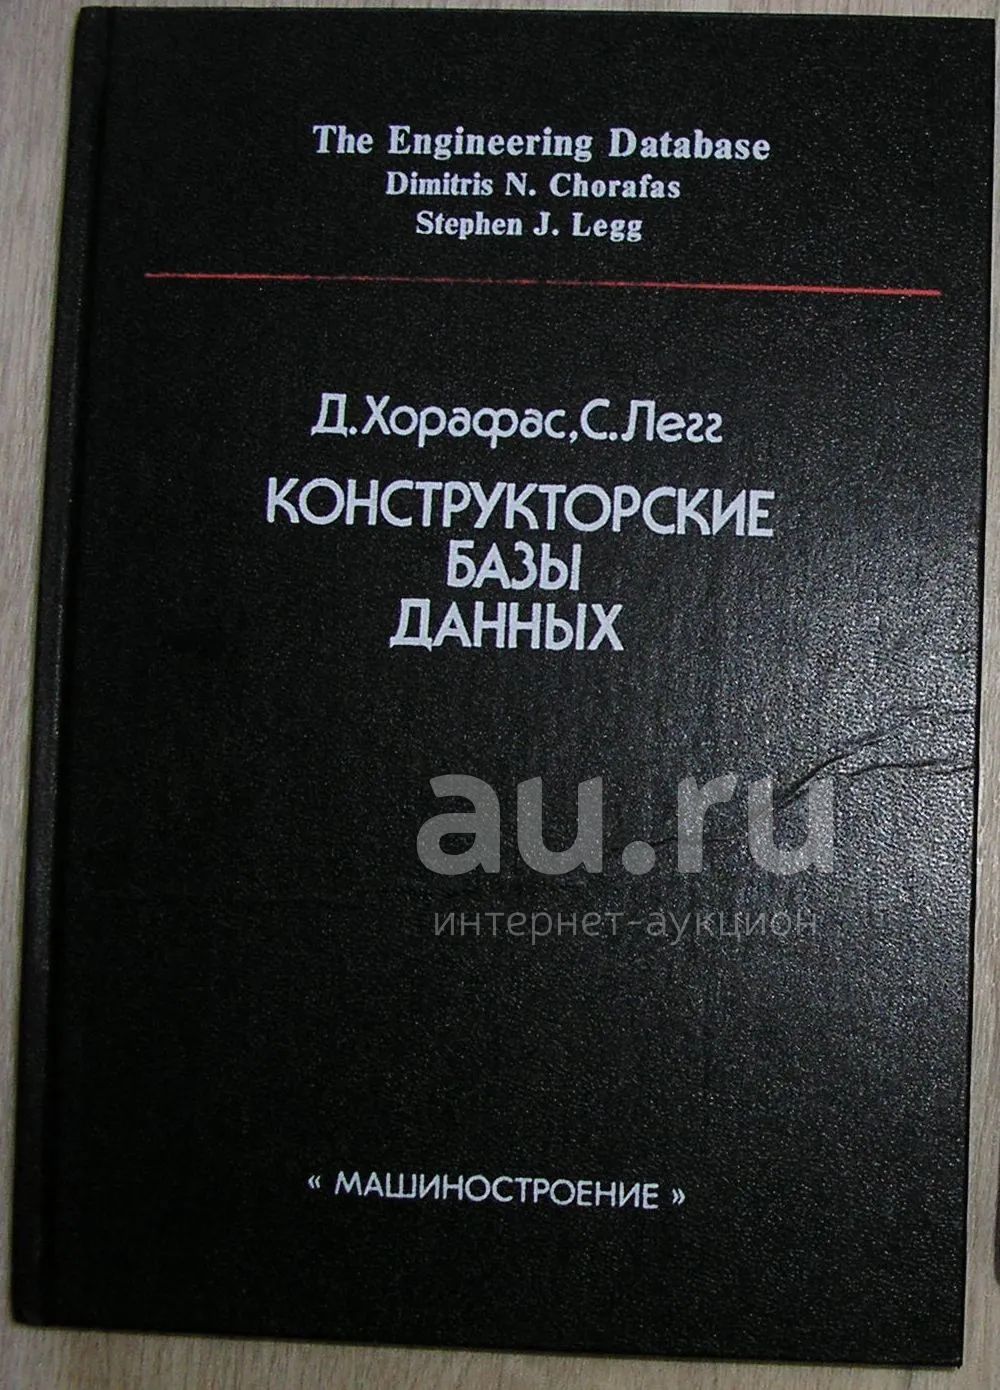 The Engineering Database
Dimitris N. Chorafas
Stephen J. Legg
Д.Хорафас, С.Легг
КОНСТРУКТОРСКИЕ
БАЗЫ
ДАННЫХ
au.ru
интернет-аукцион
« МАШИНОСТРОЕНИЕ »